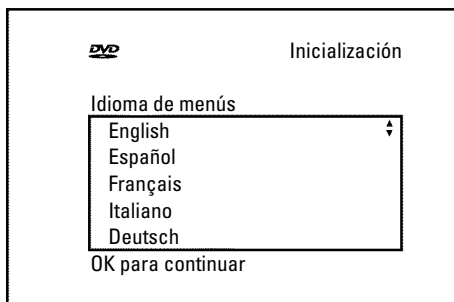 DVD
Inicialización
Idioma de menús
English
Español
Français
Italiano
Deutsch
OK para continuar